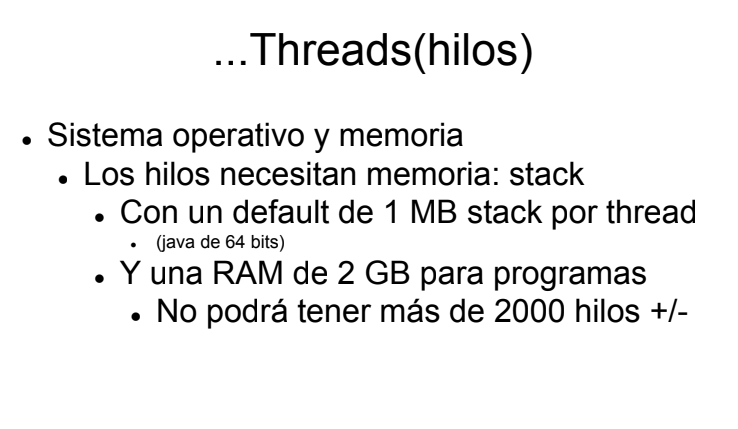 ...Threads(hilos)
● Sistema operativo y memoria
● Los hilos necesitan memoria: stack
● Con un default de 1 MB stack por thread
● (java de 64 bits)
● Y una RAM de 2 GB para programas
● No podrá tener más de 2000 hilos +/-